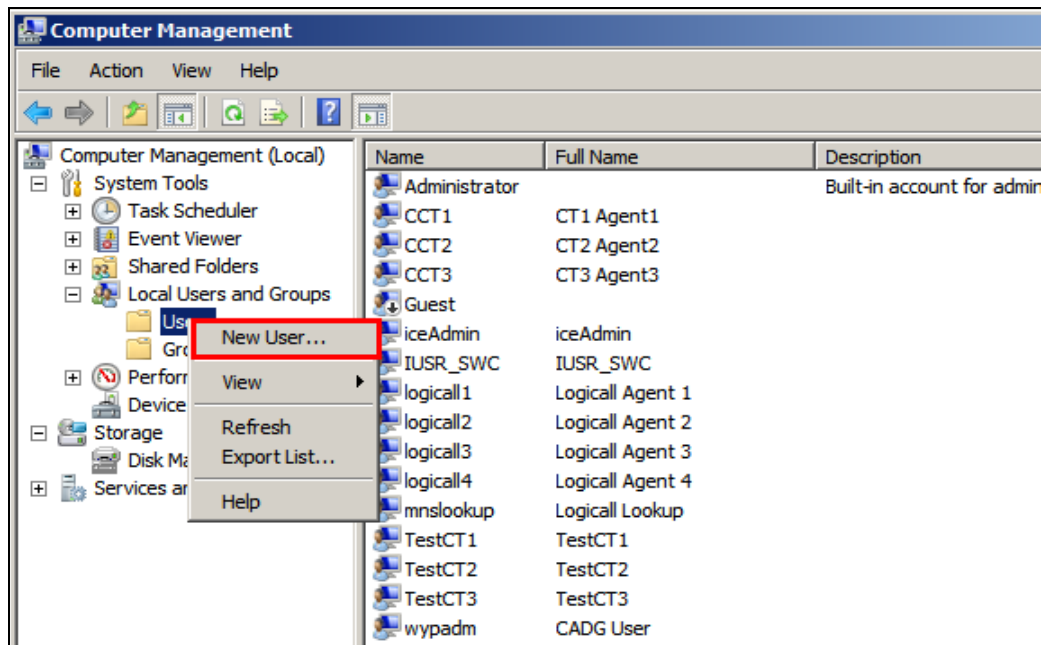 Computer Management
File Action View Help
Computer Management (Local)
System Tools
Task Scheduler
Event Viewer
Shared Folders
Local Users and Groups
New User...
View
Refresh
Export List...
Help
Device
Storage
Disk
Services
Name Full Name Description
Administrator Built-in account for admin
CCT1 CT1 Agent1
CCT2 CT2 Agent2
CCT3 CT3 Agent3
Guest
iceAdmin iceAdmin
IUSR_SWC IUSR_SWC
logicall1 Logicall Agent 1
logicall2 Logicall Agent 2
logicall3 Logicall Agent 3
logicall4 Logicall Agent 4
mnslookup Logicall Lookup
TestCT1 TestCT1
TestCT2 TestCT2
TestCT3 TestCT3
wypadm CADG User